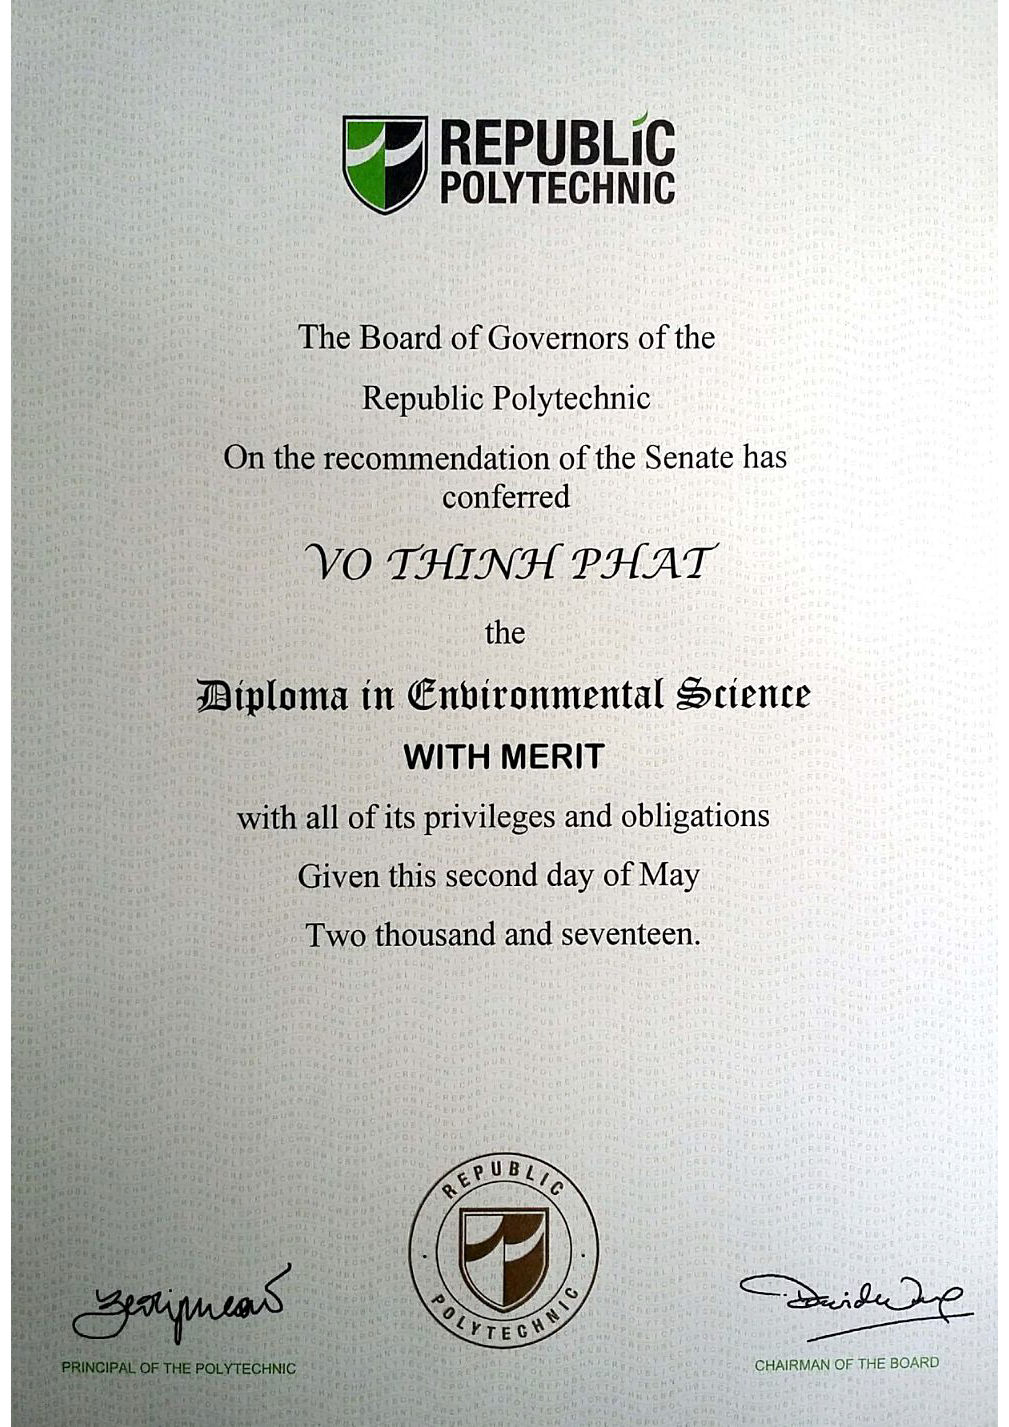 REPUBLIC
POLYTECHNIC
The Board of Governors of the
Republic Polytechnic
On the recommendation of the Senate has
conferred
VO THINH PHAT
the
Diploma in Environmental Science
WITH MERIT
with all of its privileges and obligations
Given this second day of May
Two thousand and seventeen.
REPUBLIC
POLYTECHNIC
PRINCIPAL OF THE POLYTECHNIC
CHAIRMAN OF THE BOARD